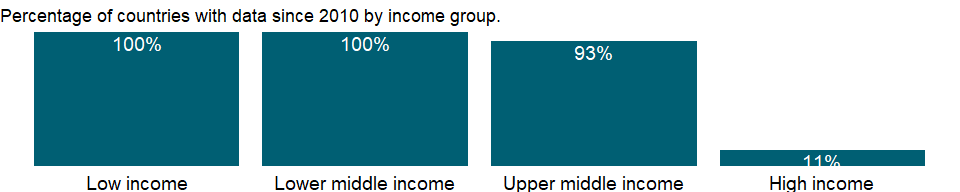 Percentage of countries with data since 2010 by income group.
100% 100% 93% 11%
Low income Lower middle income Upper middle income High income